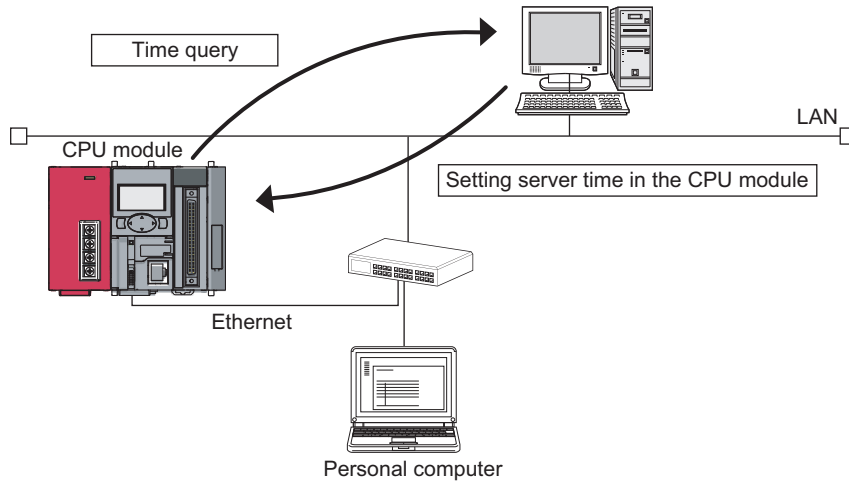 Time query
LAN
CPU module
Setting server time in the CPU module
Ethernet
Personal computer